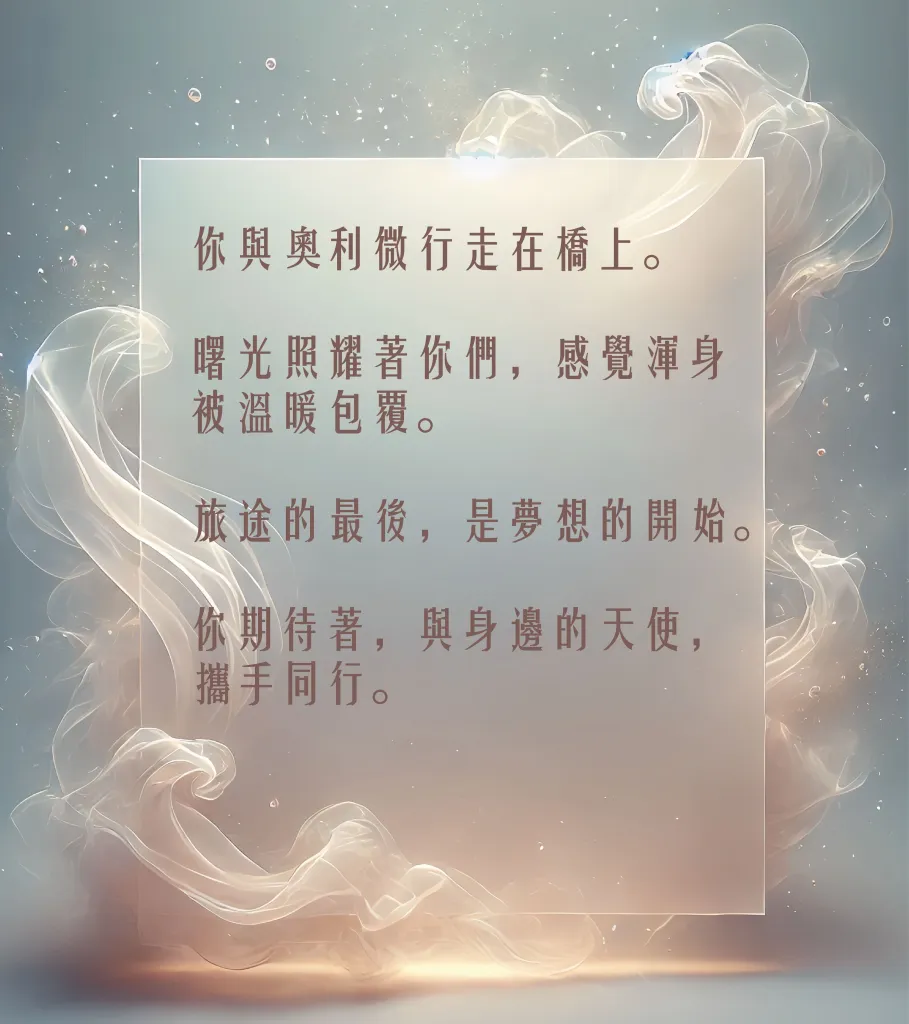 你與奧利微行走在橋上。
曙光照耀著你們，感覺渾身
被溫暖包覆。
旅途的最後，是夢想的開始。
你期待著，與身邊的天使，
攜手同行。